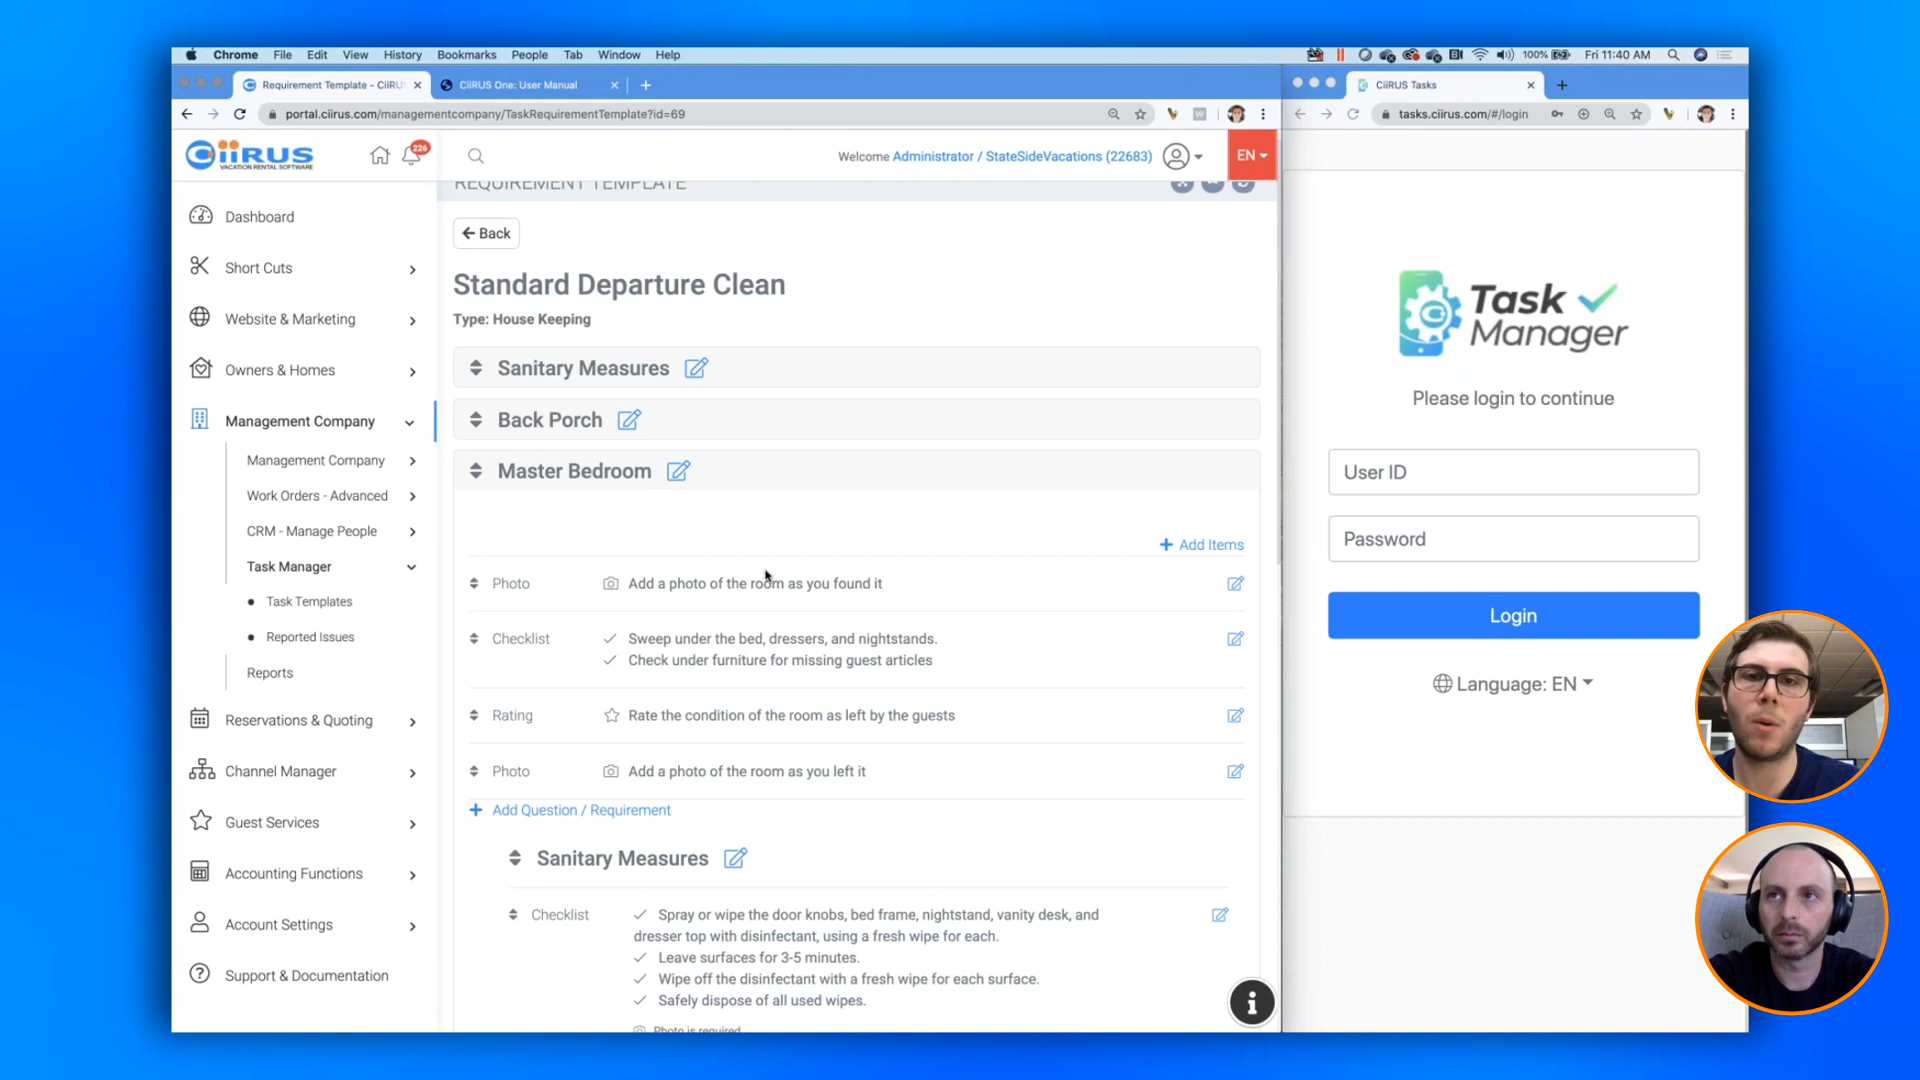 Chrome File Edit View History Bookmarks People Tab Window Help
100% Fri 11:40 AM
Requirement Template - CiiRUS
CiiRUS One: User Manual
CiiRUS Tasks
portal.ciirus.com/managementcompany/TaskRequirementTemplate?id=69
tasks.ciirus.com/#/login
CiiRUS
VACATION RENTAL SOFTWARE
226
Welcome Administrator / StateSideVacations (22683)
EN
REQUIREMENT TEMPLATE
Dashboard
Short Cuts
Website & Marketing
Owners & Homes
Management Company
Management Company
Work Orders - Advanced
CRM - Manage People
Task Manager
Task Templates
Reported Issues
Reports
Reservations & Quoting
Channel Manager
Guest Services
Accounting Functions
Account Settings
Support & Documentation
Back
Standard Departure Clean
Type: House Keeping
Sanitary Measures
Back Porch
Master Bedroom
Add Items
Photo Add a photo of the room as you found it
Checklist Sweep under the bed, dressers, and nightstands.
Check under furniture for missing guest articles
Rating Rate the condition of the room as left by the guests
Photo Add a photo of the room as you left it
Add Question / Requirement
Sanitary Measures
Checklist Spray or wipe the door knobs, bed frame, nightstand, vanity desk, and
dresser top with disinfectant, using a fresh wipe for each.
Leave surfaces for 3-5 minutes.
Wipe off the disinfectant with a fresh wipe for each surface.
Safely dispose of all used wipes.
Photo is required
Task
Manager
Please login to continue
User ID
Password
Login
Language: EN